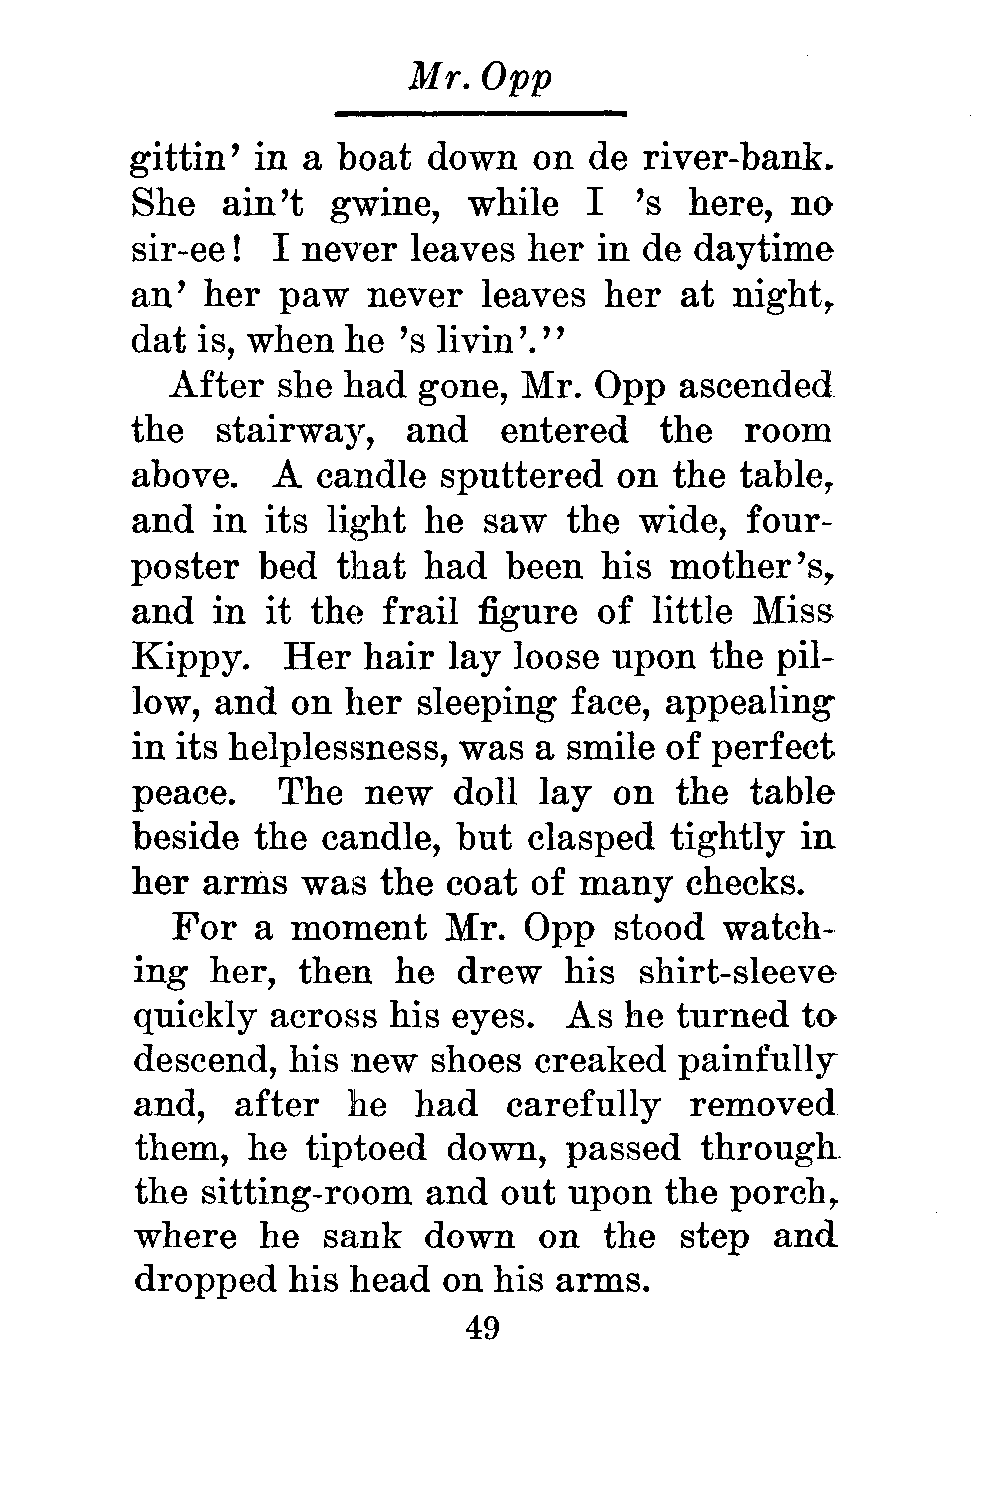 Mr. Opp
gittin' in a boat down on de river-bank.
She ain't gwine, while I 's here, no
sir-ee! I never leaves her in de daytime
an' her paw never leaves her at night,
dat is, when he 's livin'."
After she had gone, Mr. Opp ascended
the stairway, and entered the room
above. A candle sputtered on the table,
and in its light he saw the wide, four-
poster bed that had been his mother's,
and in it the frail figure of little Miss
Kippy. Her hair lay loose upon the pil-
low, and on her sleeping face, appealing
in its helplessness, was a smile of perfect
peace. The new doll lay on the table
beside the candle, but clasped tightly in
her arms was the coat of many checks.
For a moment Mr. Opp stood watch-
ing her, then he drew his shirt-sleeve
quickly across his eyes. As he turned to
descend, his new shoes creaked painfully
and, after he had carefully removed
them, he tiptoed down, passed through
the sitting-room and out upon the porch,
where he sank down on the step and
dropped his head on his arms.
49